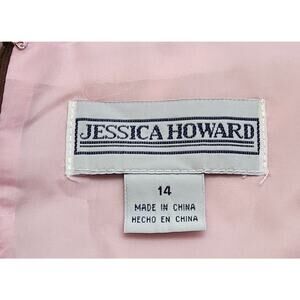 JESSICA HOWARD
14
MADE IN CHINA
HECHO EN CHINA